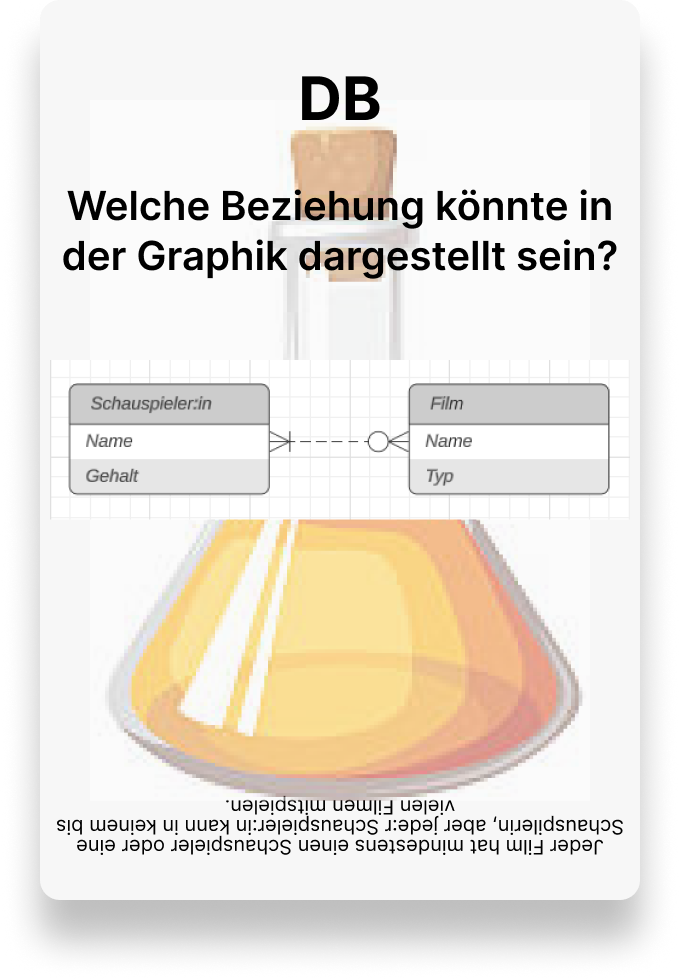 DB
Welche Beziehung könnte in
der Graphik dargestellt sein?
Schauspieler:in
Name
Gehalt
Film
Name
Typ
Jeder Film hat mindestens einen Schauspieler oder eine
Schauspilerin, aber jede:r Schauspieler:in kann in keinem bis
vielen Filmen mitspielen.